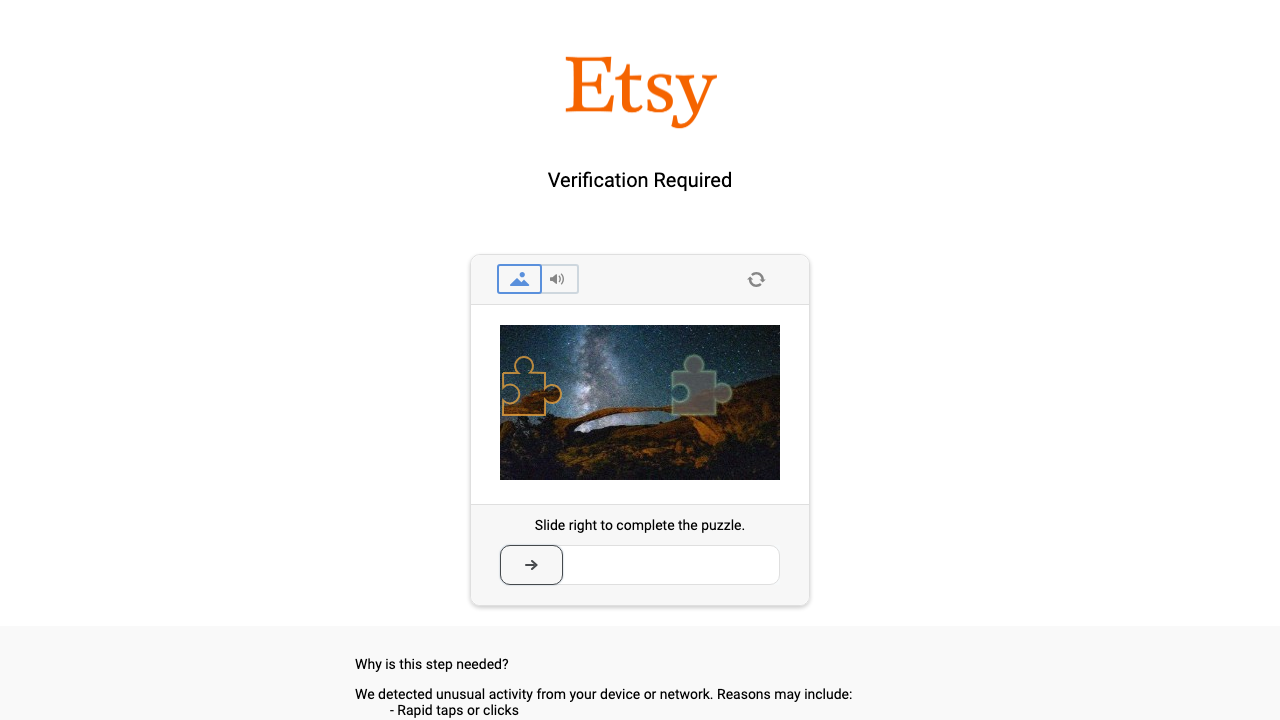 Etsy
Verification Required
Slide right to complete the puzzle.
Why is this step needed?
We detected unusual activity from your device or network. Reasons may include:
- Rapid taps or clicks